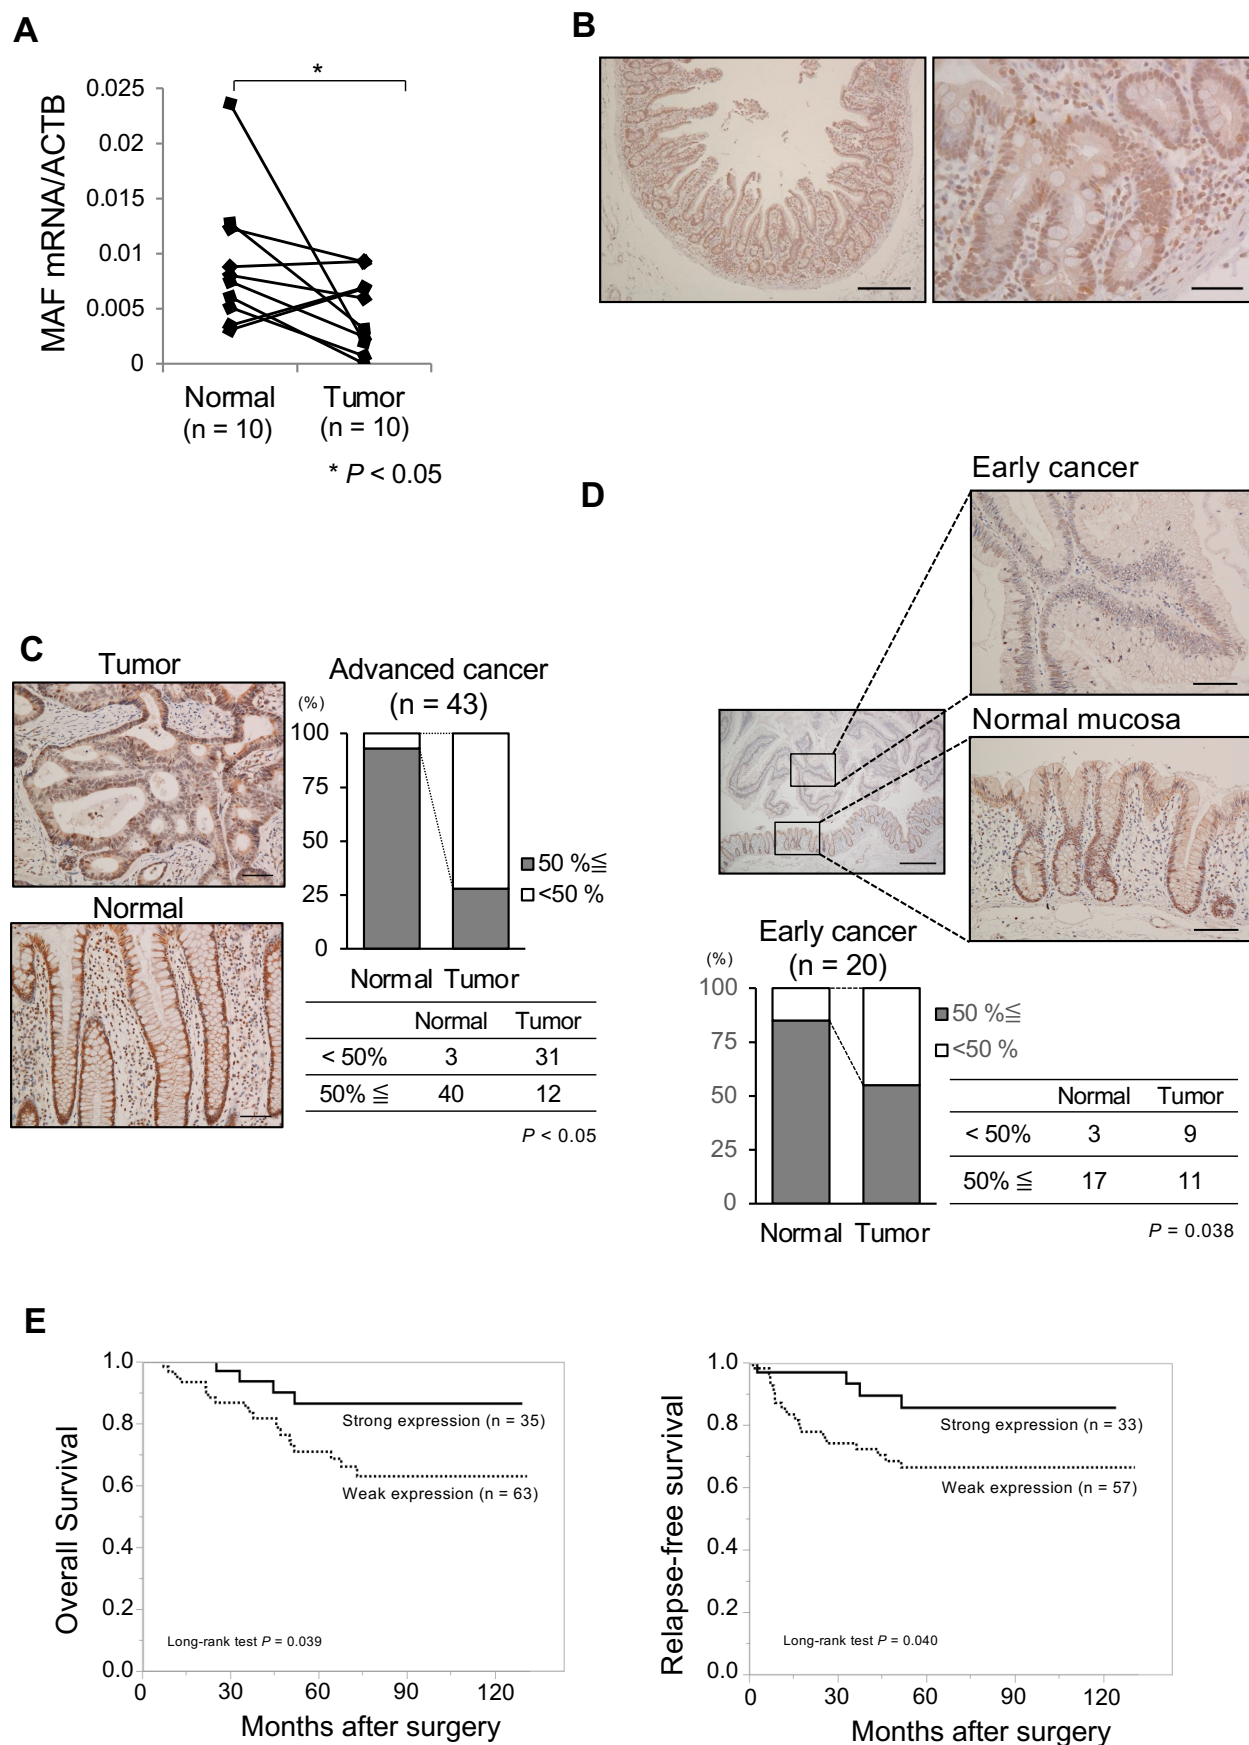 A
*
MAF mRNA/ACTB
0.025
0.02
0.015
0.01
0.005
0
Normal Tumor
(n = 10) (n = 10)
* P < 0.05
B
C
Tumor
Normal
Advanced cancer
(n = 43)
(%)
100
75
50
25
0
50 %≦
<50 %
Normal Tumor
Normal Tumor
< 50% 3 31
50% ≦ 40 12
P < 0.05
D
Early cancer
Normal mucosa
Early cancer
(n = 20)
(%)
100
75
50
25
0
50 %≦
<50 %
Normal Tumor
Normal Tumor
< 50% 3 9
50% ≦ 17 11
P = 0.038
E
Overall Survival
1.0
0.8
0.6
0.4
0.2
0.0
Strong expression (n = 35)
Weak expression (n = 63)
Long-rank test P = 0.039
0 30 60 90 120
Months after surgery
Relapse-free survival
1.0
0.8
0.6
0.4
0.2
0.0
Strong expression (n = 33)
Weak expression (n = 57)
Long-rank test P = 0.040
0 30 60 90 120
Months after surgery